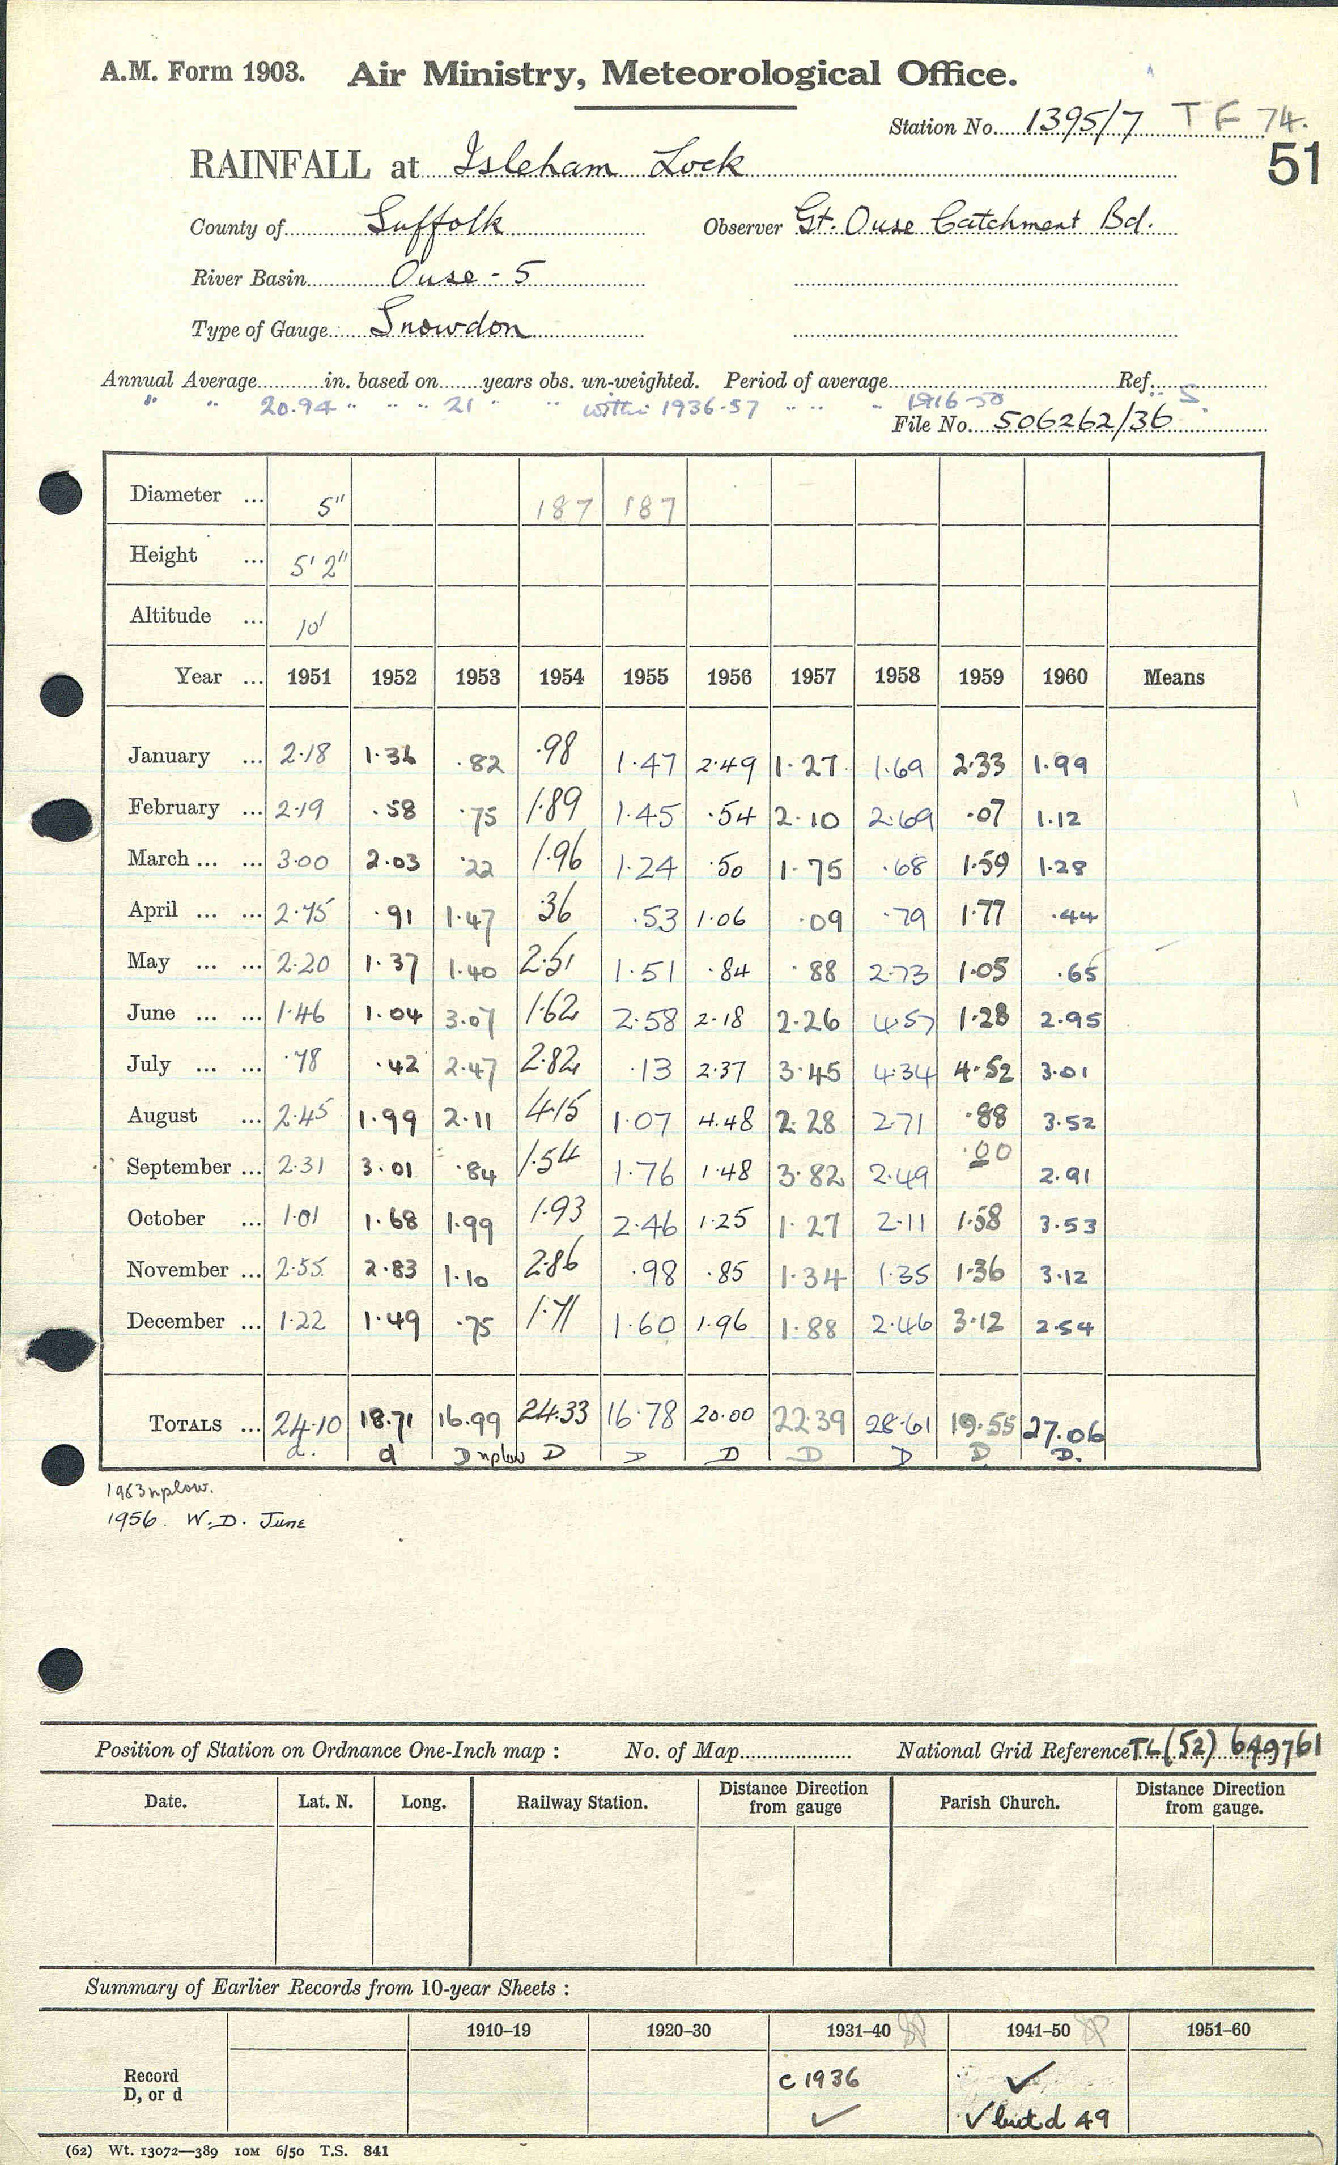 A.M. Form 1903. Air Ministry, Meteorological Office.
Station No. 1395/7 TF 74.
51
RAINFALL at Isleham Lock
County of Suffolk Observer Gt. Ouse Catchment Bd.
River Basin Ouse - 5
Type of Gauge Snowdon
Annual Average in. based on years obs. un-weighted. Period of average Ref.
" " 20.94 " " " 21 " " within 1936-57 " " " 1916-50 S.
File No. 506262/36
Diameter ... 5" 187 187
Height ... 5' 2"
Altitude ... 10'
Year ... 1951 1952 1953 1954 1955 1956 1957 1958 1959 1960 Means
January ... 2.18 1.36 .82 .98 1.47 2.49 1.27 1.69 2.33 1.99
February ... 2.19 .58 .75 1.89 1.45 .54 2.10 2.69 .07 1.12
March ... ... 3.00 2.03 .22 1.96 1.24 .50 1.75 .68 1.59 1.28
April ... ... 2.75 .91 1.47 .36 .53 1.06 .09 .79 1.77 .44
May ... ... 2.20 1.37 1.40 2.51 1.51 .84 .88 2.73 1.05 .65
June ... ... 1.46 1.04 3.07 1.62 2.58 2.18 2.26 4.57 1.28 2.95
July ... ... .78 .42 2.47 2.82 .13 2.37 3.45 4.34 4.52 3.01
August ... 2.45 1.99 2.11 4.15 1.07 4.48 2.28 2.71 .88 3.52
September ... 2.31 3.01 .84 1.54 1.76 1.48 3.82 2.49 .00 2.91
October ... 1.01 1.68 1.99 1.93 2.46 1.25 1.27 2.11 1.58 3.53
November ... 2.55 2.83 1.10 2.86 .98 .85 1.34 1.35 1.36 3.12
December ... 1.22 1.49 .75 1.71 1.60 1.96 1.88 2.46 3.12 2.54
TOTALS ... 24.10 18.71 16.99 24.33 16.78 20.00 22.39 28.61 19.55 27.06
d. d D nplow D D D D D D. D.
1963 nplow.
1956. W.D. June
Position of Station on Ordnance One-Inch map : No. of Map National Grid Reference TL(52) 649761
Date. Lat. N. Long. Railway Station. Distance Direction from gauge Parish Church. Distance Direction from gauge.
Summary of Earlier Records from 10-year Sheets :
1910–19 1920–30 1931–40 1941–50 1951–60
Record D, or d c 1936 ✓
✓ ✓ but d 49
(62) Wt. 13072—389 10M 6/50 T.S. 841